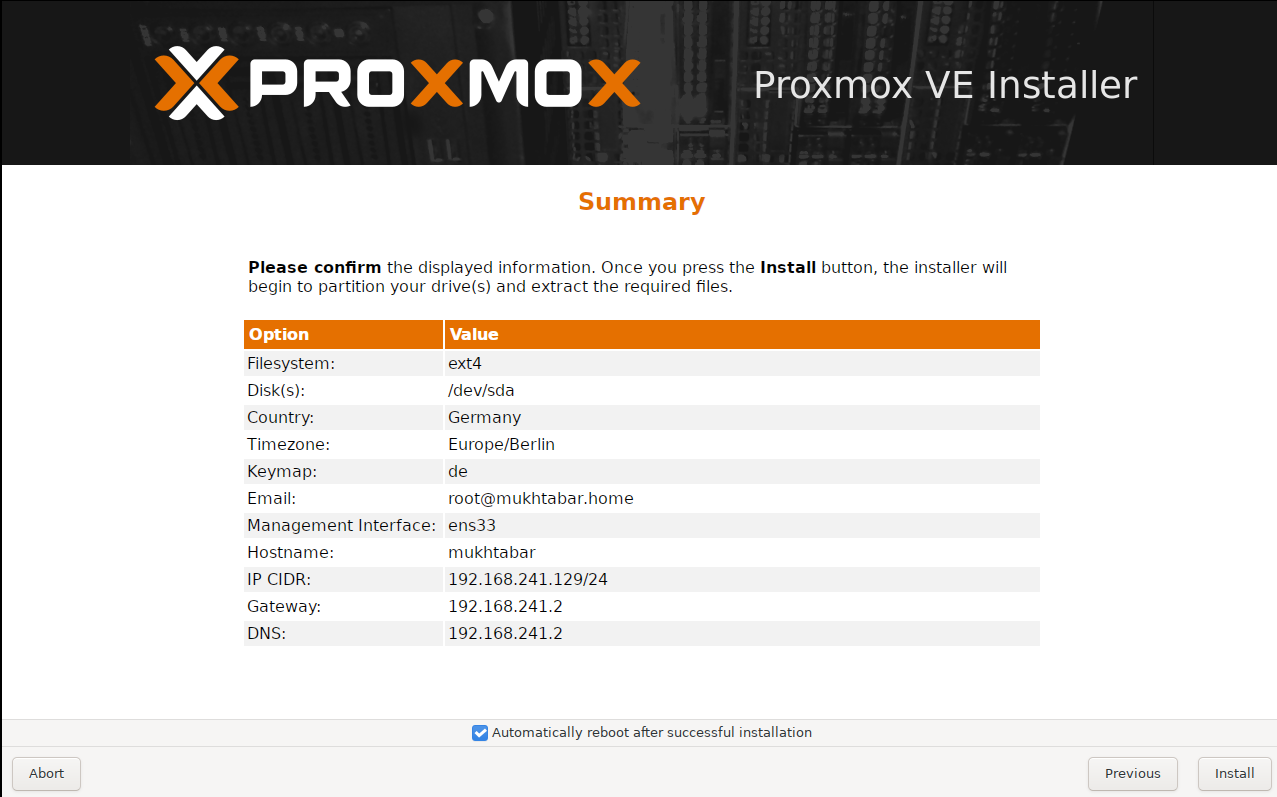 PROXMOX
Proxmox VE Installer
Summary
Please confirm the displayed information. Once you press the Install button, the installer will
begin to partition your drive(s) and extract the required files.
Option Value
Filesystem: ext4
Disk(s): /dev/sda
Country: Germany
Timezone: Europe/Berlin
Keymap: de
Email: root@mukhtabar.home
Management Interface: ens33
Hostname: mukhtabar
IP CIDR: 192.168.241.129/24
Gateway: 192.168.241.2
DNS: 192.168.241.2
Automatically reboot after successful installation
Abort Previous Install